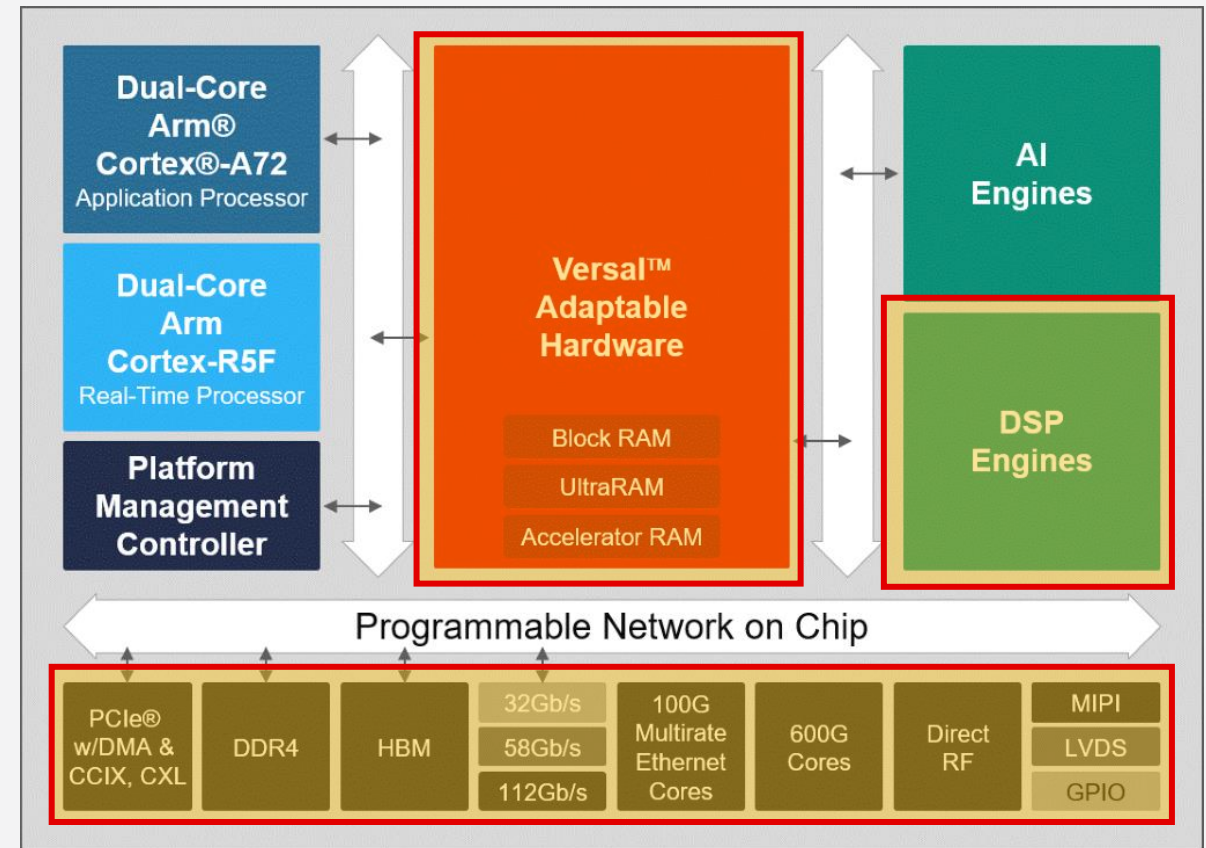 Dual-Core
Arm®
Cortex®-A72
Application Processor
Dual-Core
Arm
Cortex-R5F
Real-Time Processor
Platform
Management
Controller
Versal™
Adaptable
Hardware
Block RAM
UltraRAM
Accelerator RAM
AI
Engines
DSP
Engines
Programmable Network on Chip
PCIe®
w/DMA &
CCIX, CXL
DDR4
HBM
32Gb/s
58Gb/s
112Gb/s
100G
Multirate
Ethernet
Cores
600G
Cores
Direct
RF
MIPI
LVDS
GPIO